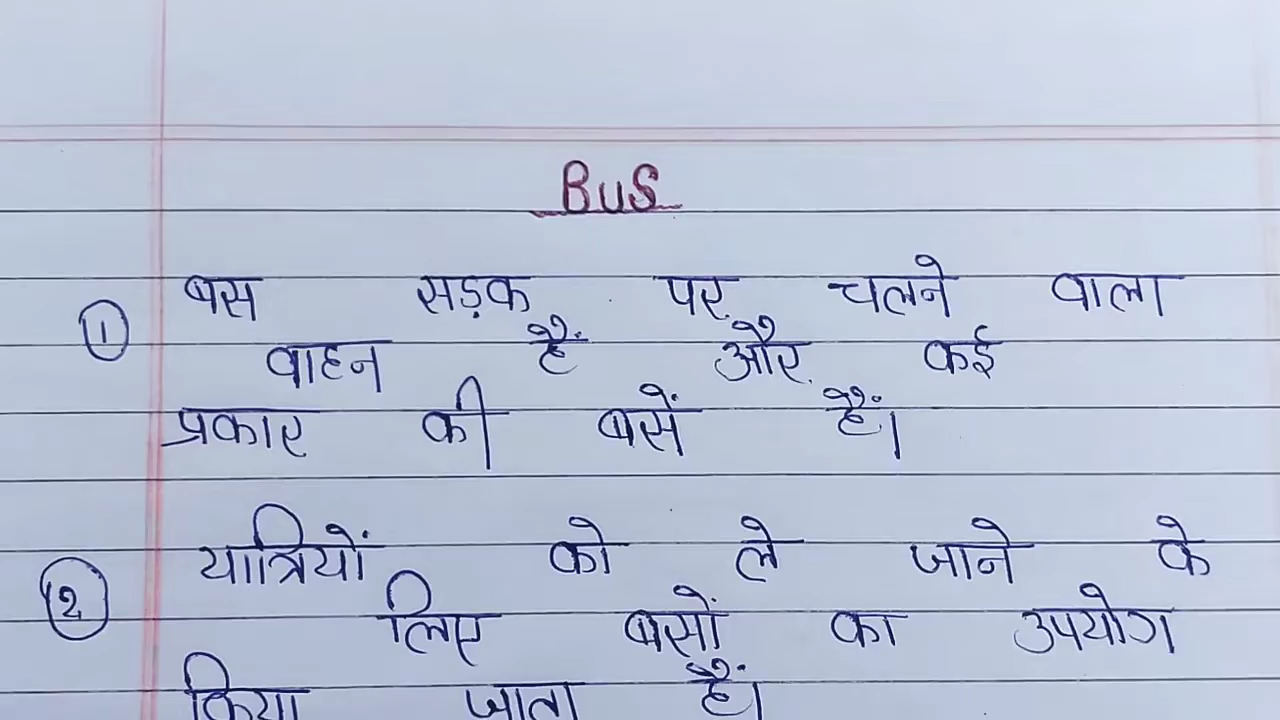 BUS
① बस सड़क पर चलने वाला
वाहन हैं और कई
प्रकार की बसें हैं।
② यात्रियों को ले जाने के
लिए बसों का उपयोग
किया जाता हैं।